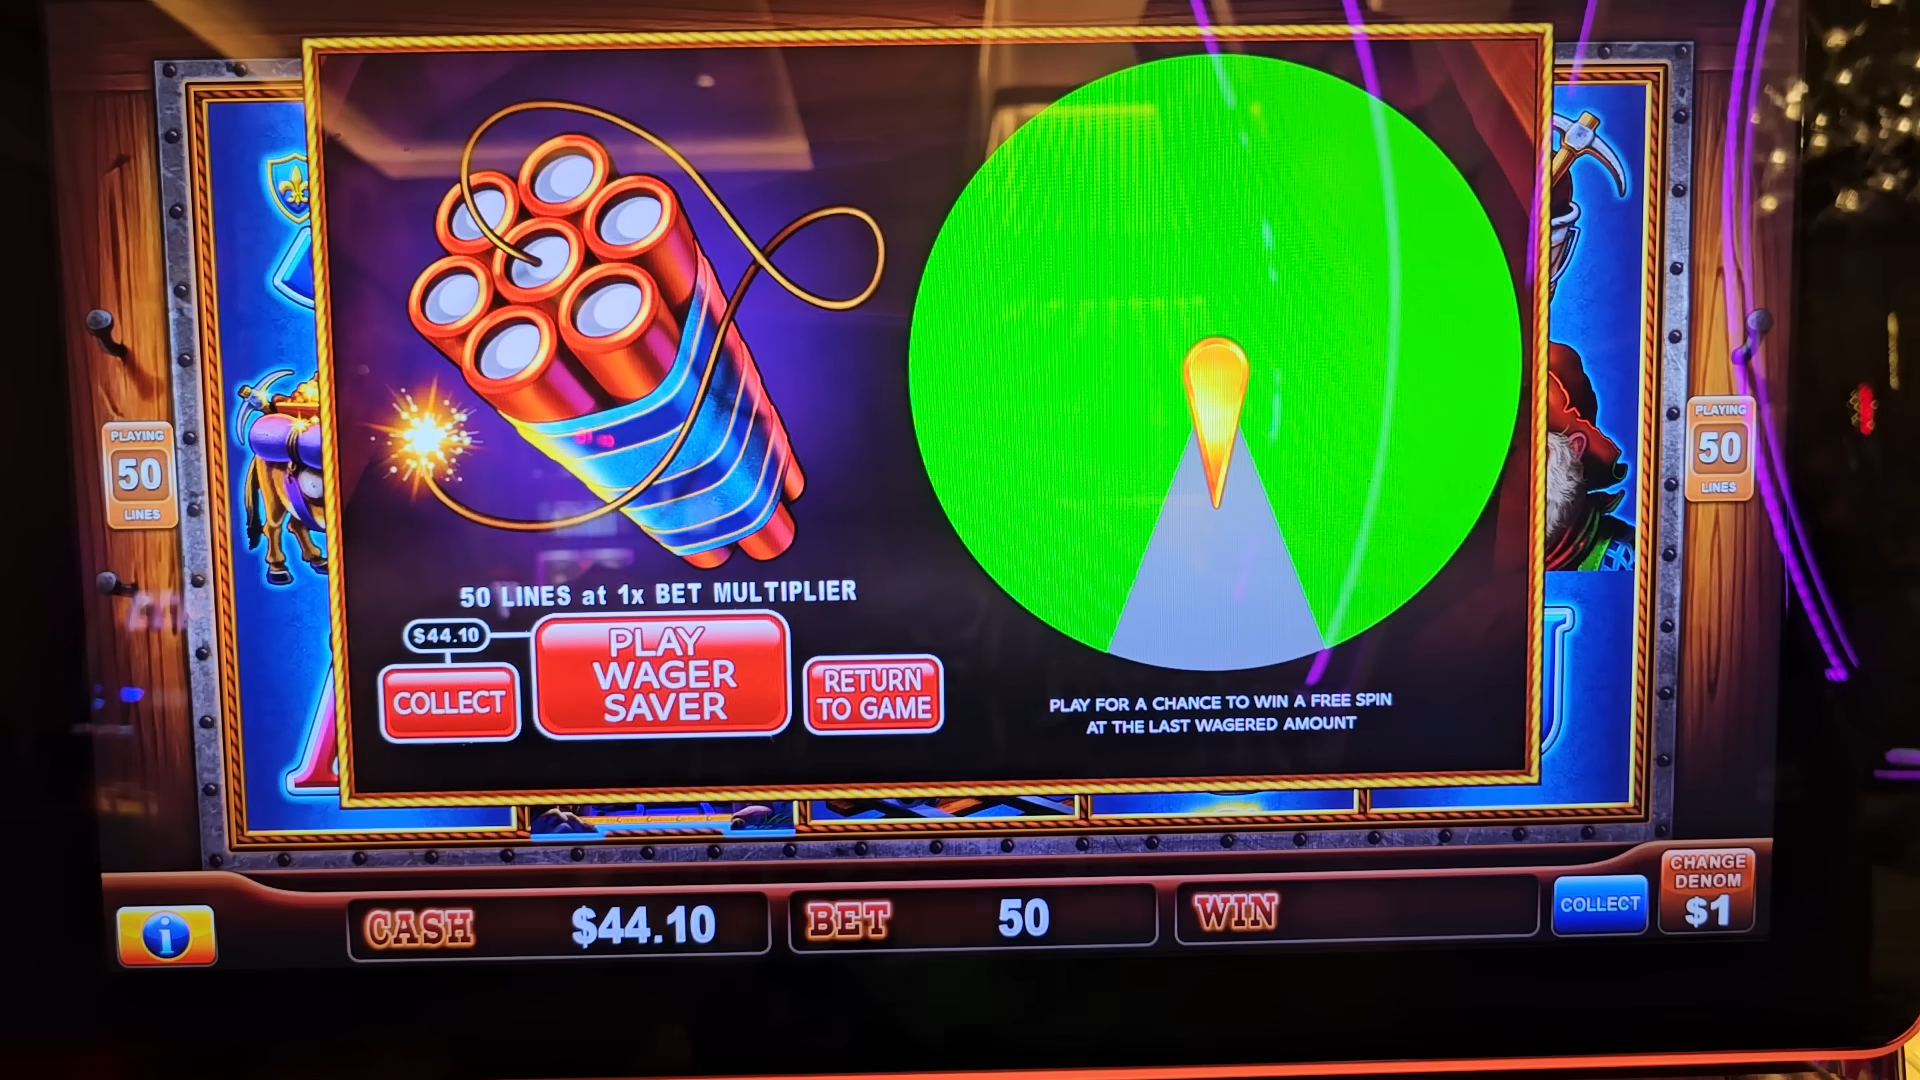 PLAYING
50
LINES
PLAYING
50
LINES
50 LINES at 1x BET MULTIPLIER
$44.10
COLLECT
PLAY
WAGER
SAVER
RETURN
TO GAME
PLAY FOR A CHANCE TO WIN A FREE SPIN
AT THE LAST WAGERED AMOUNT
i
CASH $44.10
BET 50
WIN
COLLECT
CHANGE
DENOM
$1